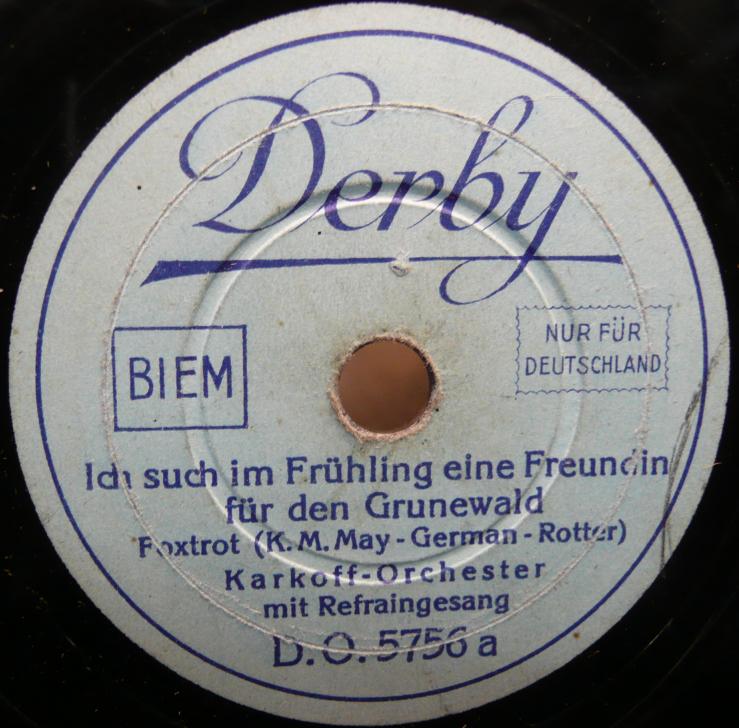 Derby
BIEM
NUR FÜR
DEUTSCHLAND
Ich such im Frühling eine Freundin
für den Grunewald
Foxtrot (K. M. May - German - Rotter)
Karkoff-Orchester
mit Refraingesang
D. O. 5756 a